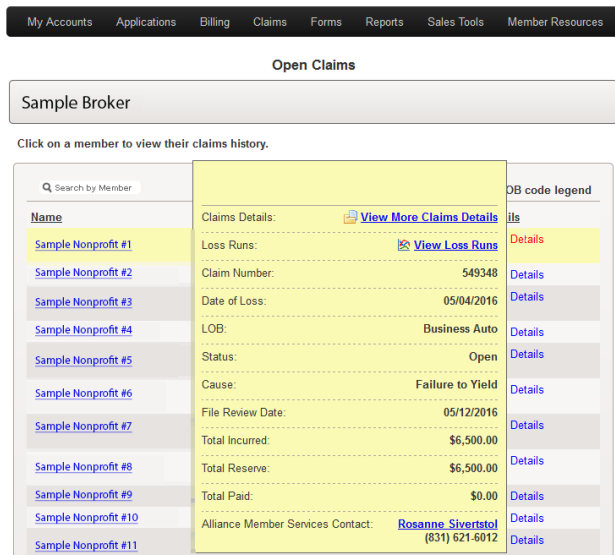 My Accounts Applications Billing Claims Forms Reports Sales Tools Member Resources
Open Claims
Sample Broker
Click on a member to view their claims history.
Search by Member
OB code legend
Name
ils
Sample Nonprofit #1
Details
Sample Nonprofit #2
Details
Sample Nonprofit #3
Details
Sample Nonprofit #4
Details
Sample Nonprofit #5
Details
Sample Nonprofit #6
Details
Sample Nonprofit #7
Details
Sample Nonprofit #8
Details
Sample Nonprofit #9
Details
Sample Nonprofit #10
Details
Sample Nonprofit #11
Details
Claims Details: View More Claims Details
Loss Runs: View Loss Runs
Claim Number: 549348
Date of Loss: 05/04/2016
LOB: Business Auto
Status: Open
Cause: Failure to Yield
File Review Date: 05/12/2016
Total Incurred: $6,500.00
Total Reserve: $6,500.00
Total Paid: $0.00
Alliance Member Services Contact: Rosanne Sivertstol
(831) 621-6012